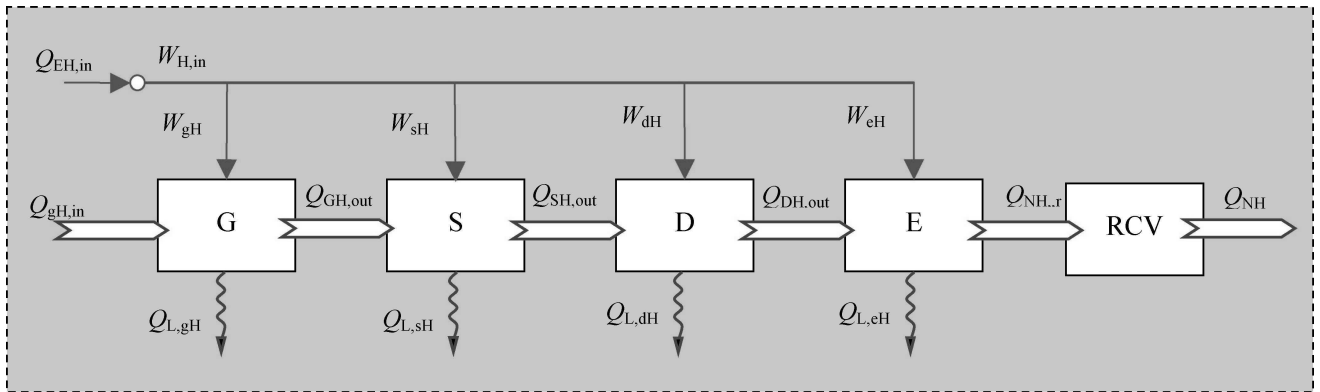 Q_EH,in W_H,in
W_gH W_sH W_dH W_eH
Q_gH,in G Q_GH,out S Q_SH,out D Q_DH,out E Q_NH..r RCV Q_NH
Q_L,gH Q_L,sH Q_L,dH Q_L,eH